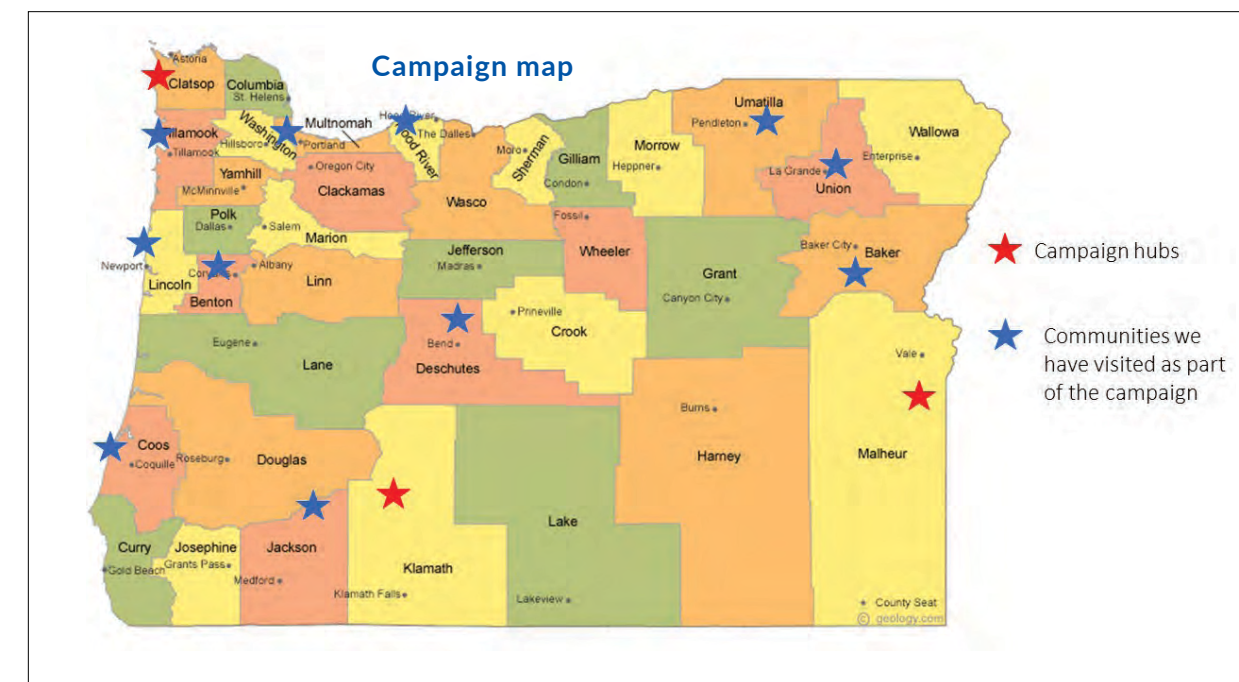 Campaign map
Astoria
Clatsop
Columbia
St. Helens
Tillamook
Tillamook
Washington
Hillsboro
Multnomah
Portland
Hood River
Hood River
The Dalles
Oregon City
Clackamas
Yamhill
McMinnville
Polk
Dallas
Salem
Marion
Wasco
Moro
Sherman
Gilliam
Condon
Morrow
Heppner
Umatilla
Pendleton
Wallowa
Enterprise
La Grande
Union
Fossil
Wheeler
Jefferson
Madras
Grant
Canyon City
Baker City
Baker
Newport
Lincoln
Corvallis
Benton
Albany
Linn
Prineville
Crook
Bend
Deschutes
Eugene
Lane
Coos
Coquille
Roseburg
Douglas
Burns
Harney
Vale
Malheur
Lake
Lakeview
Klamath
Klamath Falls
Jackson
Medford
Josephine
Grants Pass
Curry
Gold Beach
County Seat
© geology.com
Campaign hubs
Communities we
have visited as part
of the campaign